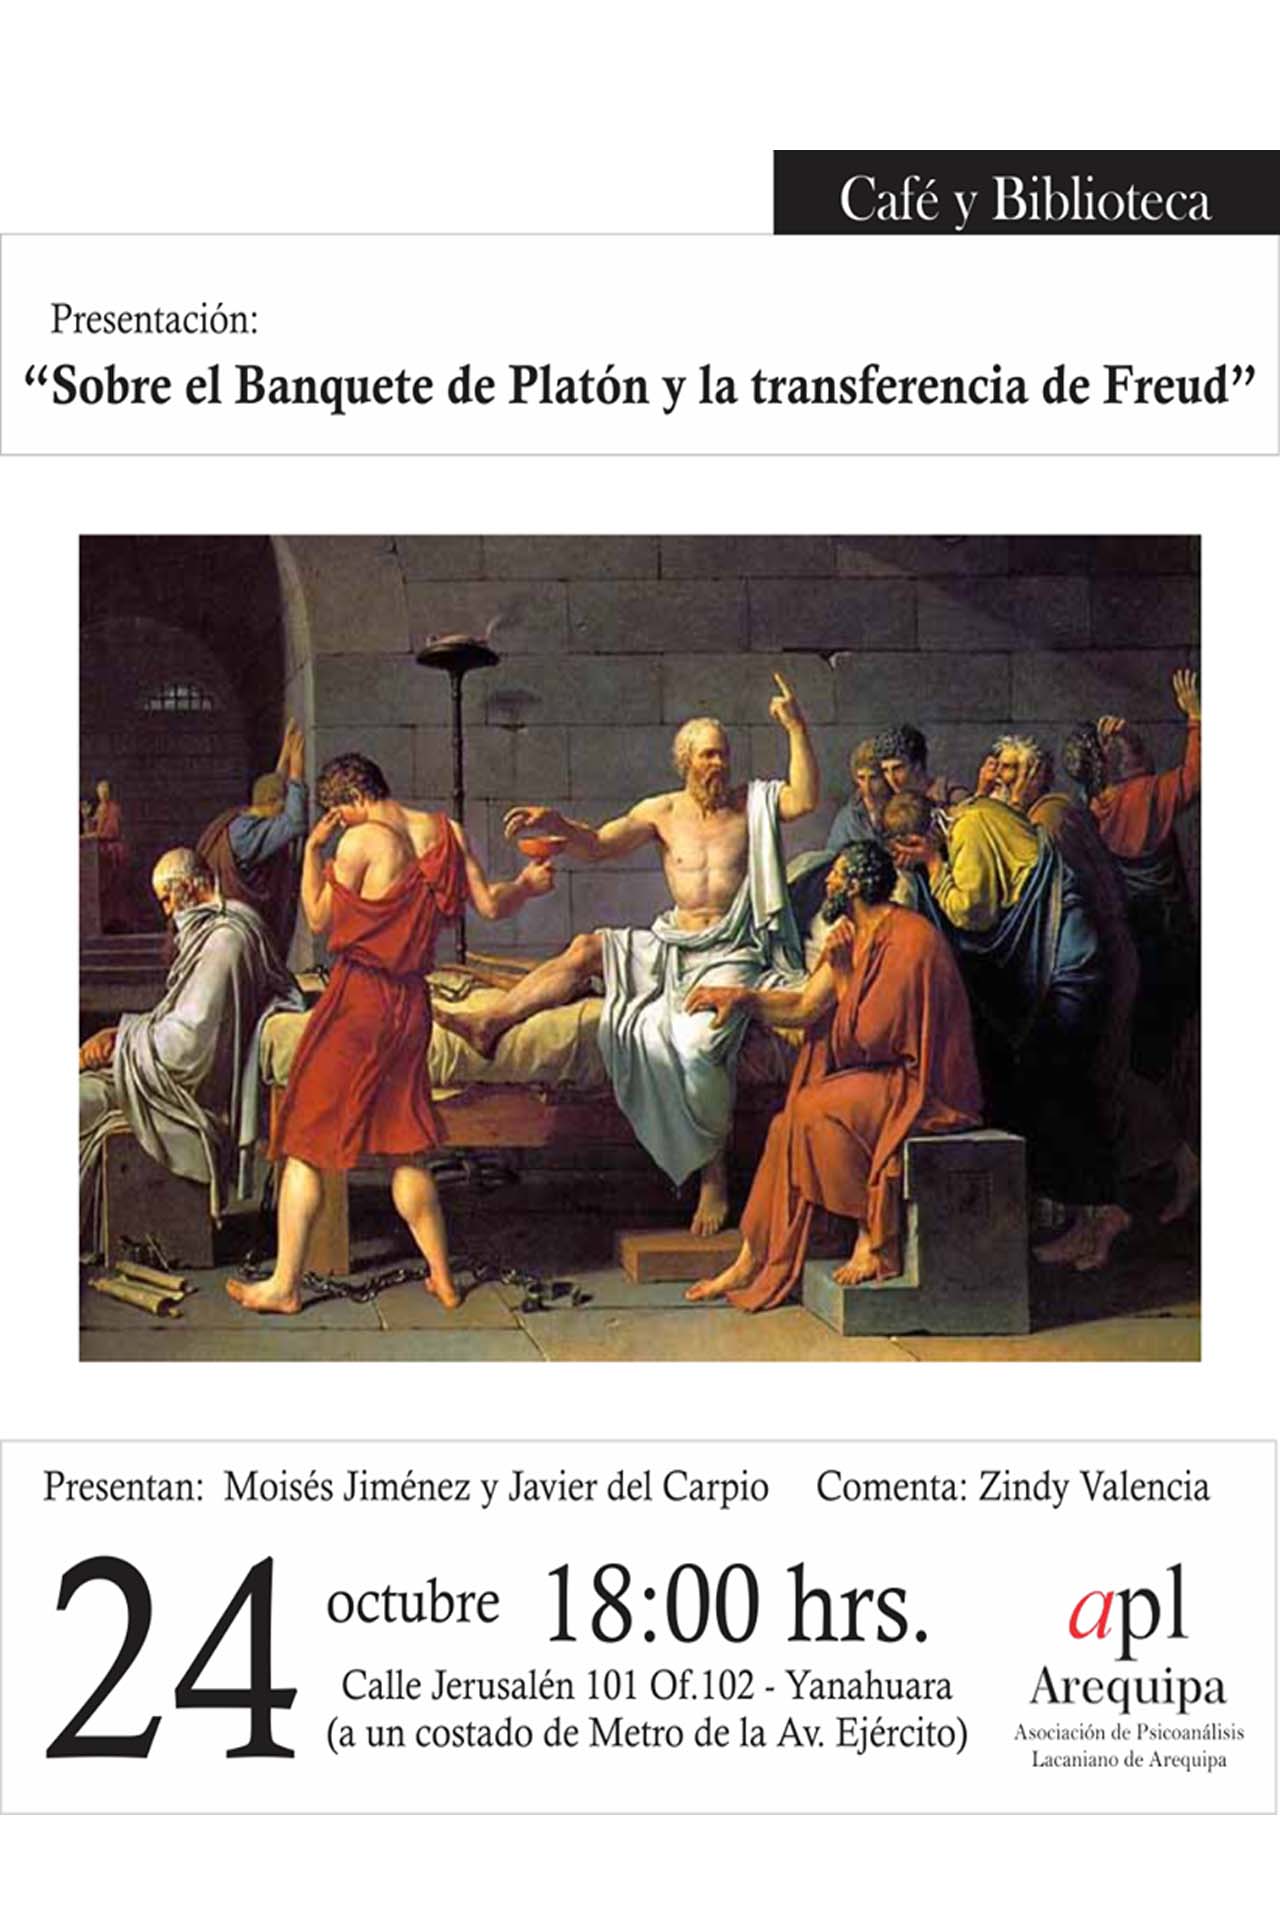 Café y Biblioteca
Presentación:
“Sobre el Banquete de Platón y la transferencia de Freud”
Presentan: Moisés Jiménez y Javier del Carpio Comenta: Zindy Valencia
24 octubre 18:00 hrs.
Calle Jerusalén 101 Of.102 - Yanahuara
(a un costado de Metro de la Av. Ejército)
apl
Arequipa
Asociación de Psicoanálisis
Lacaniano de Arequipa